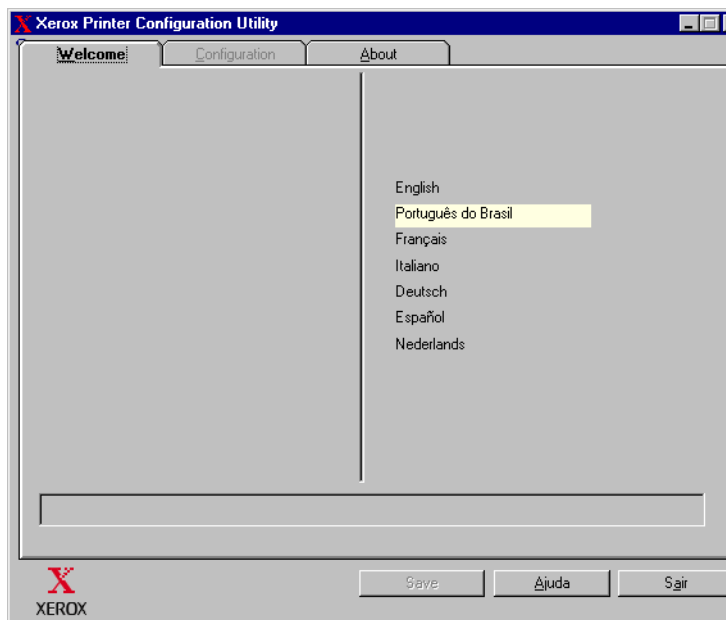 Xerox Printer Configuration Utility
Welcome Configuration About
English
Português do Brasil
Français
Italiano
Deutsch
Español
Nederlands
Save Ajuda Sair
X
XEROX